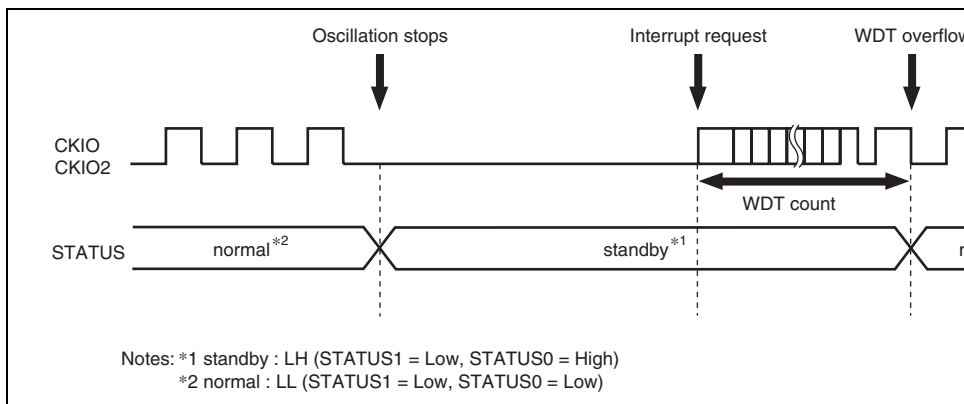 Oscillation stops Interrupt request WDT overflow
CKIO
CKIO2
WDT count
STATUS normal*2 standby*1
Notes: *1 standby : LH (STATUS1 = Low, STATUS0 = High)
*2 normal : LL (STATUS1 = Low, STATUS0 = Low)